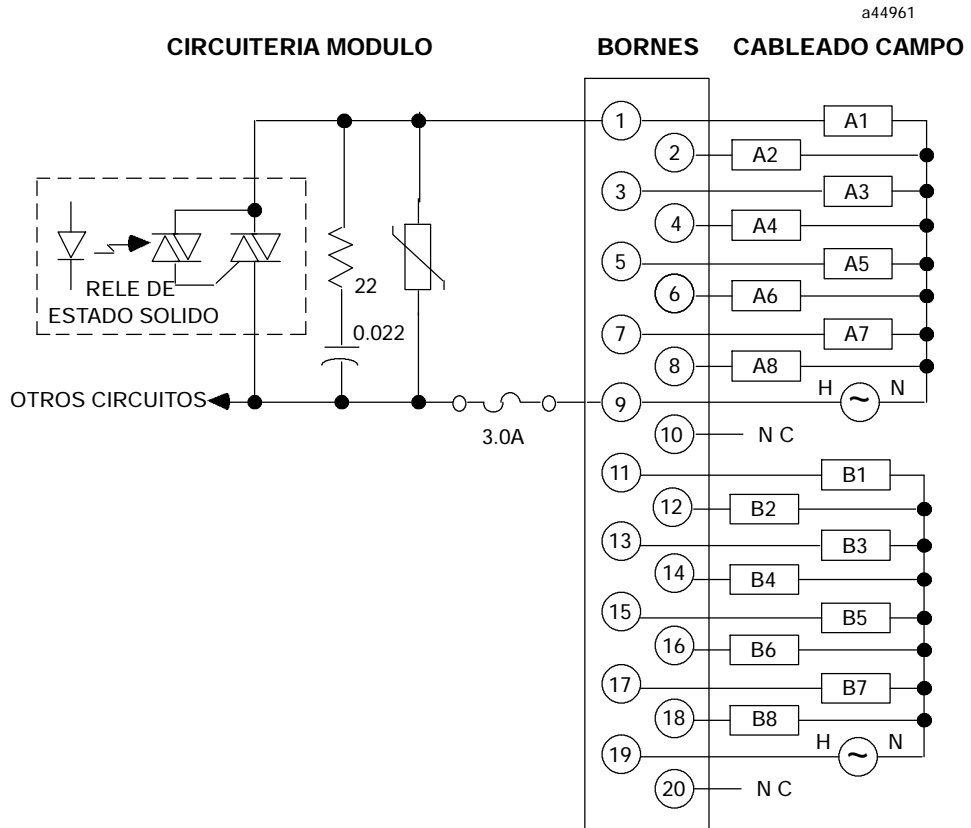 a44961
CIRCUITERIA MODULO BORNES CABLEADO CAMPO
1 A1
2 A2
3 A3
4 A4
5 A5
6 A6
7 A7
8 A8
RELE DE
ESTADO SOLIDO
22
0.022
OTROS CIRCUITOS
3.0A
9 H ~ N
10 N C
11 B1
12 B2
13 B3
14 B4
15 B5
16 B6
17 B7
18 B8
19 H ~ N
20 N C